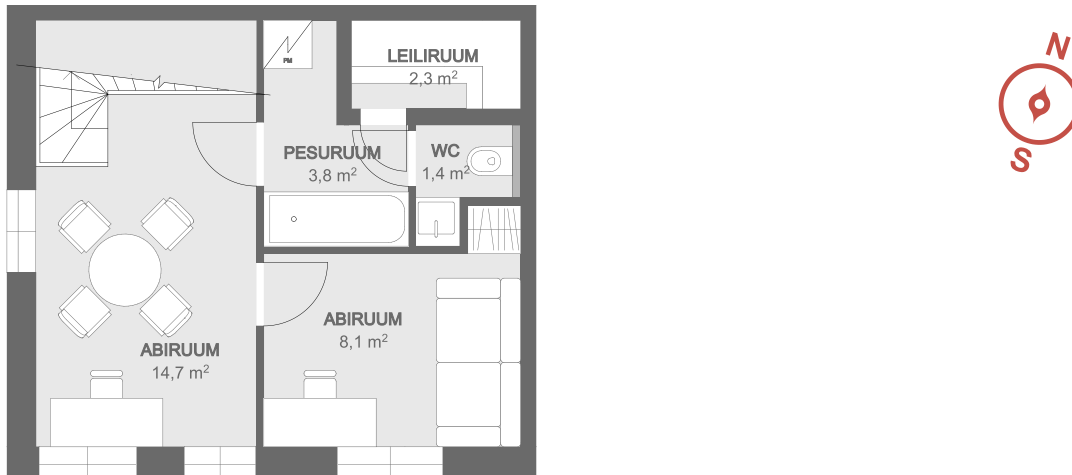 LEILIRUUM
2,3 m²
PM
PESURUUM
3,8 m²
WC
1,4 m²
ABIRUUM
8,1 m²
ABIRUUM
14,7 m²
N
S